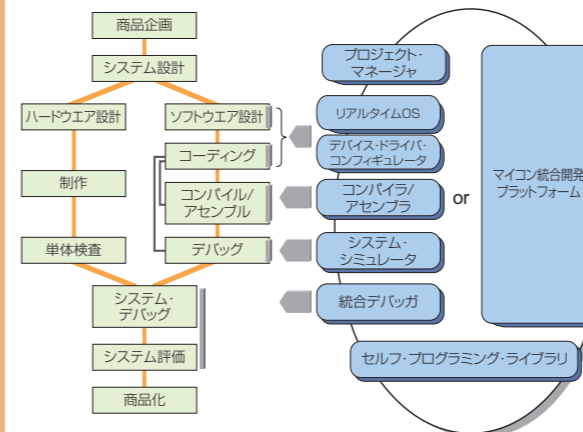 商品企画
システム設計
ハードウエア設計
ソフトウエア設計
コーディング
制作
コンパイル/
アセンブル
単体検査
デバッグ
システム・
デバッグ
システム評価
商品化
プロジェクト・
マネージャ
リアルタイムOS
デバイス・ドライバ・
コンフィギュレータ
コンパイラ/
アセンブラ
システム・
シミュレータ
統合デバッガ
セルフ・プログラミング・ライブラリ
or
マイコン統合開発
プラットフォーム